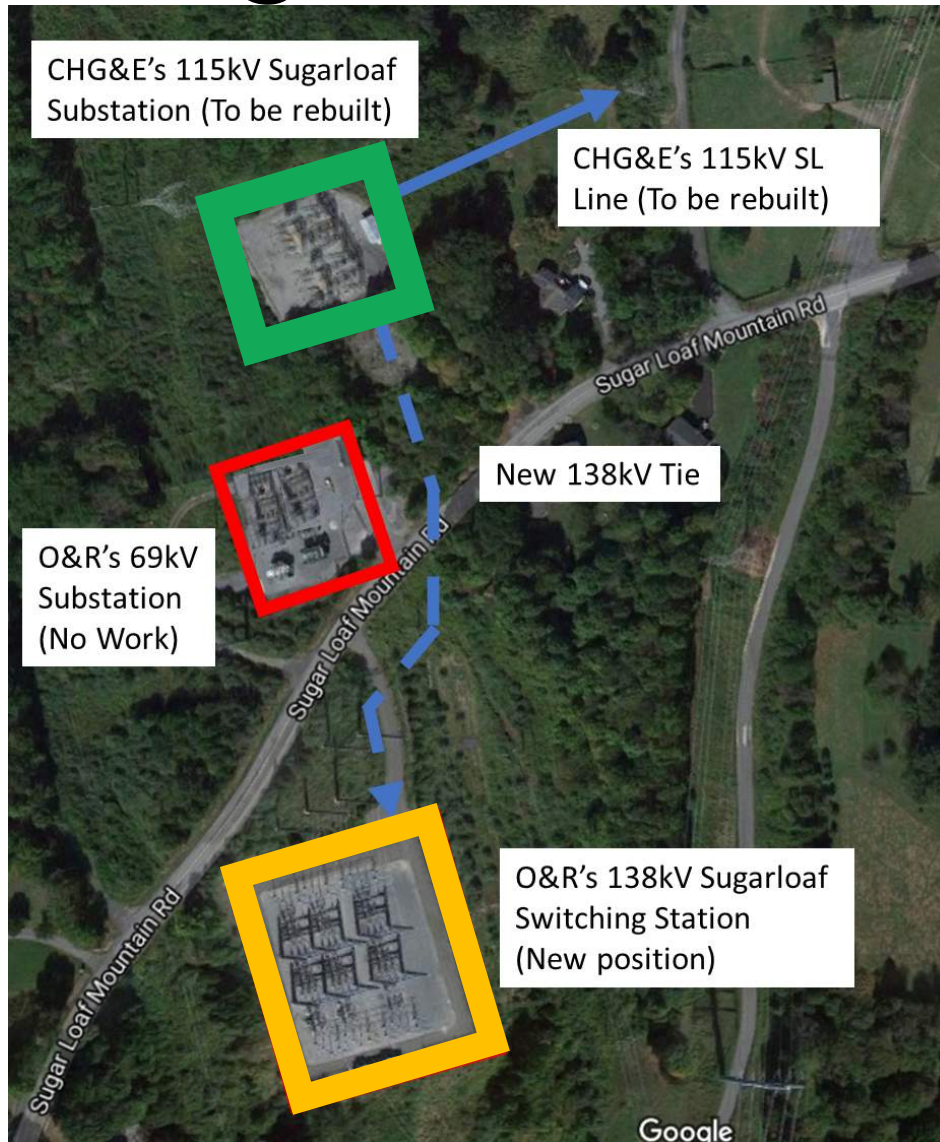 CHG&E's 115kV Sugarloaf
Substation (To be rebuilt)
CHG&E's 115kV SL
Line (To be rebuilt)
Sugar Loaf Mountain Rd
New 138kV Tie
O&R's 69kV
Substation
(No Work)
Sugar Loaf Mountain Rd
O&R's 138kV Sugarloaf
Switching Station
(New position)
Sugar Loaf Mountain Rd
Google